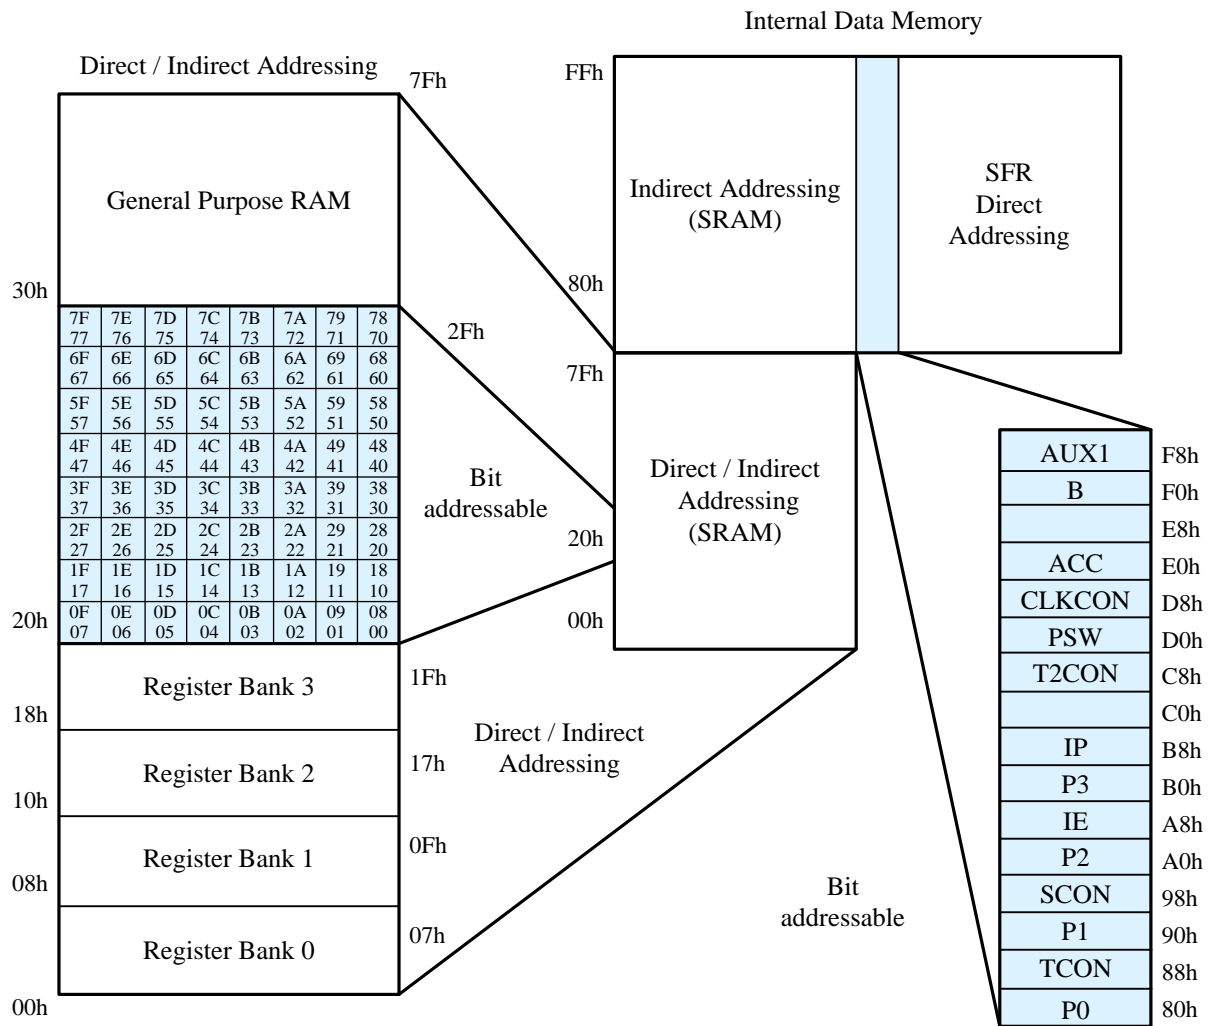 Internal Data Memory
Direct / Indirect Addressing
7Fh
General Purpose RAM
30h
7F 7E 7D 7C 7B 7A 79 78
77 76 75 74 73 72 71 70
6F 6E 6D 6C 6B 6A 69 68
67 66 65 64 63 62 61 60
5F 5E 5D 5C 5B 5A 59 58
57 56 55 54 53 52 51 50
4F 4E 4D 4C 4B 4A 49 48
47 46 45 44 43 42 41 40
3F 3E 3D 3C 3B 3A 39 38
37 36 35 34 33 32 31 30
2F 2E 2D 2C 2B 2A 29 28
27 26 25 24 23 22 21 20
1F 1E 1D 1C 1B 1A 19 18
17 16 15 14 13 12 11 10
0F 0E 0D 0C 0B 0A 09 08
07 06 05 04 03 02 01 00
2Fh
Bit
addressable
20h
Register Bank 3
1Fh
18h
Register Bank 2
17h
10h
Register Bank 1
0Fh
08h
Register Bank 0
07h
00h
Direct / Indirect
Addressing
FFh
Indirect Addressing
(SRAM)
80h
SFR
Direct
Addressing
7Fh
Direct / Indirect
Addressing
(SRAM)
20h
00h
Bit
addressable
AUX1 F8h
B F0h
E8h
ACC E0h
CLKCON D8h
PSW D0h
T2CON C8h
C0h
IP B8h
P3 B0h
IE A8h
P2 A0h
SCON 98h
P1 90h
TCON 88h
P0 80h